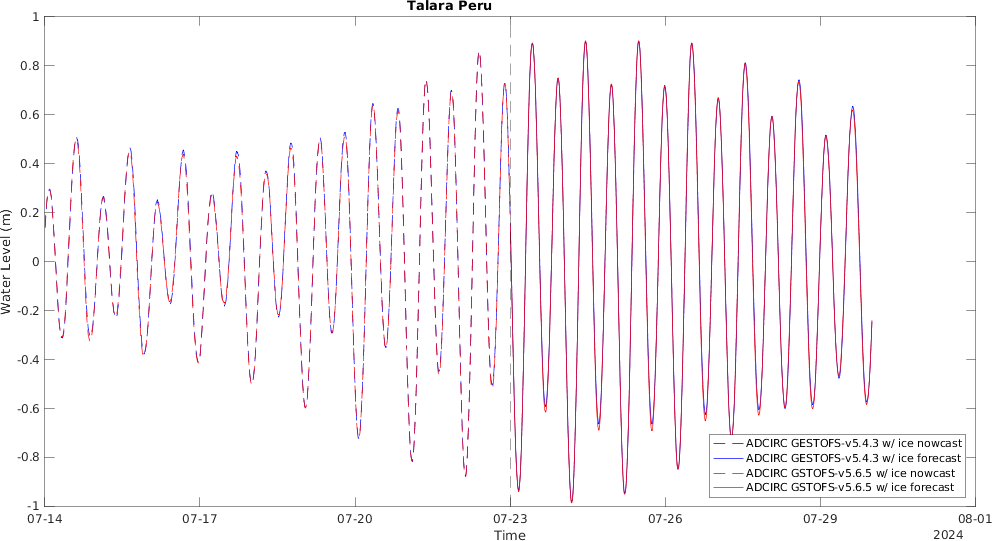 Talara Peru
1
0.8
0.6
0.4
0.2
0
-0.2
-0.4
-0.6
-0.8
-1
Water Level (m)
ADCIRC GESTOFS-v5.4.3 w/ ice nowcast
ADCIRC GESTOFS-v5.4.3 w/ ice forecast
ADCIRC GSTOFS-v5.6.5 w/ ice nowcast
ADCIRC GSTOFS-v5.6.5 w/ ice forecast
07-14 07-17 07-20 07-23 07-26 07-29 08-01
Time
2024